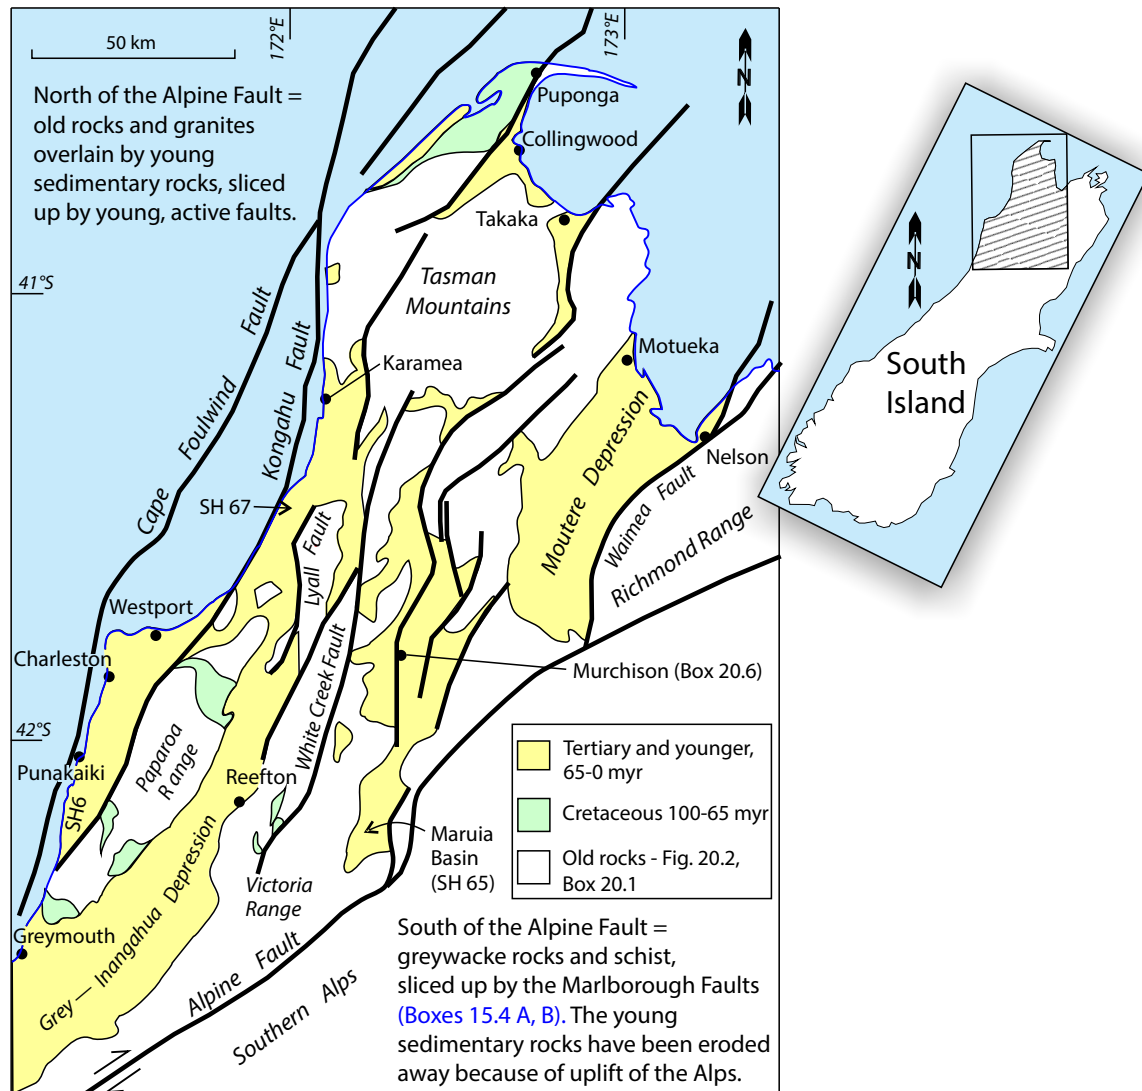 172°E
173°E
50 km
N
North of the Alpine Fault =
old rocks and granites
overlain by young
sedimentary rocks, sliced
up by young, active faults.
Puponga
Collingwood
Takaka
41°S
Tasman
Mountains
Cape Foulwind Fault
Kongahu Fault
Karamea
Motueka
Moutere Depression
Nelson
Waimea Fault
Richmond Range
SH 67
Lyall Fault
Westport
Charleston
White Creek Fault
Murchison (Box 20.6)
42°S
Punakaiki
Paparoa
Range
SH6
Reefton
Grey — Inangahua Depression
Maruia
Basin
(SH 65)
Victoria
Range
Greymouth
Alpine Fault
Southern Alps
Tertiary and younger,
65-0 myr
Cretaceous 100-65 myr
Old rocks - Fig. 20.2,
Box 20.1
South of the Alpine Fault =
greywacke rocks and schist,
sliced up by the Marlborough Faults
(Boxes 15.4 A, B). The young
sedimentary rocks have been eroded
away because of uplift of the Alps.
N
South
Island